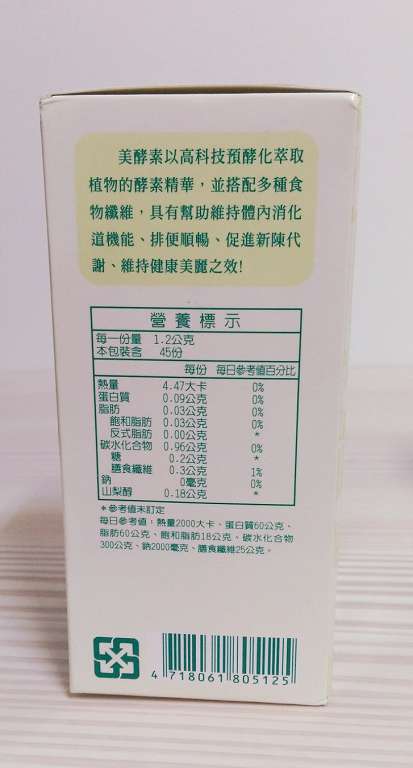 美酵素以高科技預酵化萃取
植物的酵素精華，並搭配多種食
物纖維，具有幫助維持體內消化
道機能、排便順暢、促進新陳代
謝、維持健康美麗之效!
營養標示
每一份量 1.2公克
本包裝含 45份
每份 每日參考值百分比
熱量 4.47大卡 0%
蛋白質 0.09公克 0%
脂肪 0.03公克 0%
飽和脂肪 0.03公克 0%
反式脂肪 0.00公克 *
碳水化合物 0.96公克 0%
糖 0.2公克 *
膳食纖維 0.3公克 1%
鈉 0毫克 0%
山梨醇 0.18公克 *
*參考值未訂定
每日參考值：熱量2000大卡、蛋白質60公克、
脂肪60公克、飽和脂肪18公克、碳水化合物
300公克、鈉2000毫克、膳食纖維25公克。
4 718061 805125